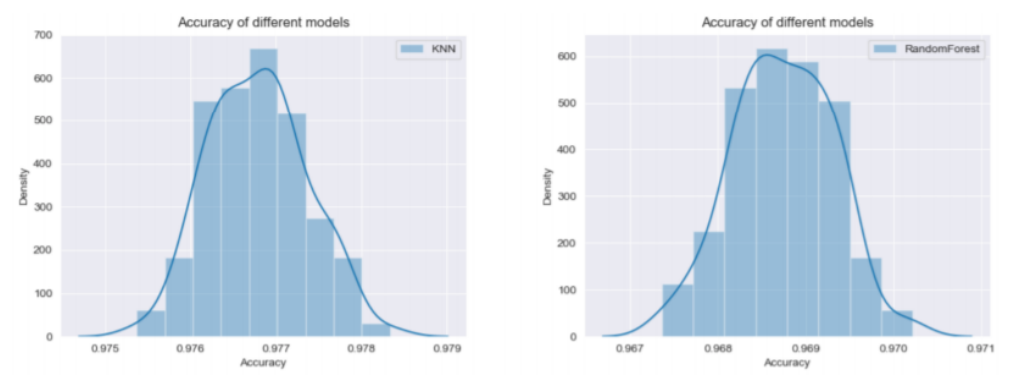 Accuracy of different models
KNN
700
600
500
400
300
200
100
0
Density
0.975 0.976 0.977 0.978 0.979
Accuracy
Accuracy of different models
RandomForest
600
500
400
300
200
100
0
Density
0.967 0.968 0.969 0.970 0.971
Accuracy